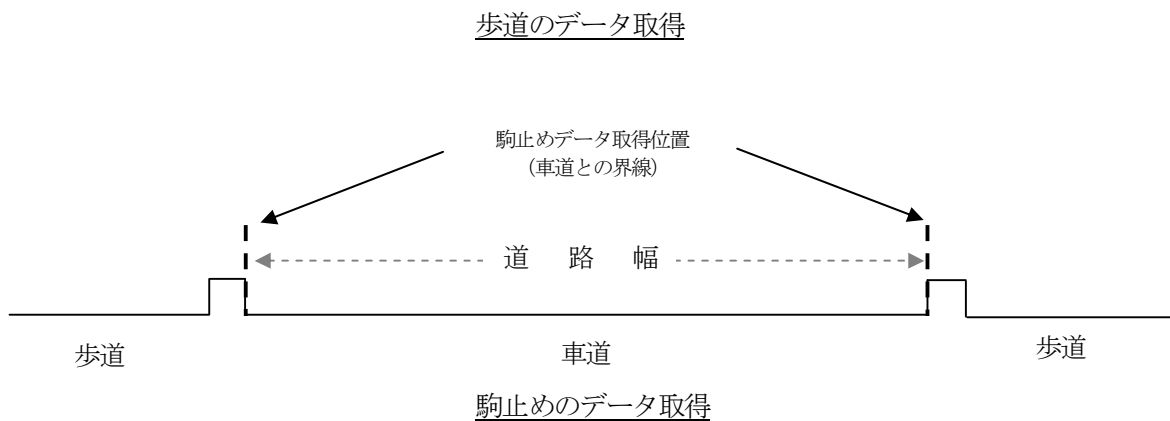 歩道のデータ取得
駒止めデータ取得位置
(車道との界線)
道 路 幅
歩道
車道
歩道
駒止めのデータ取得